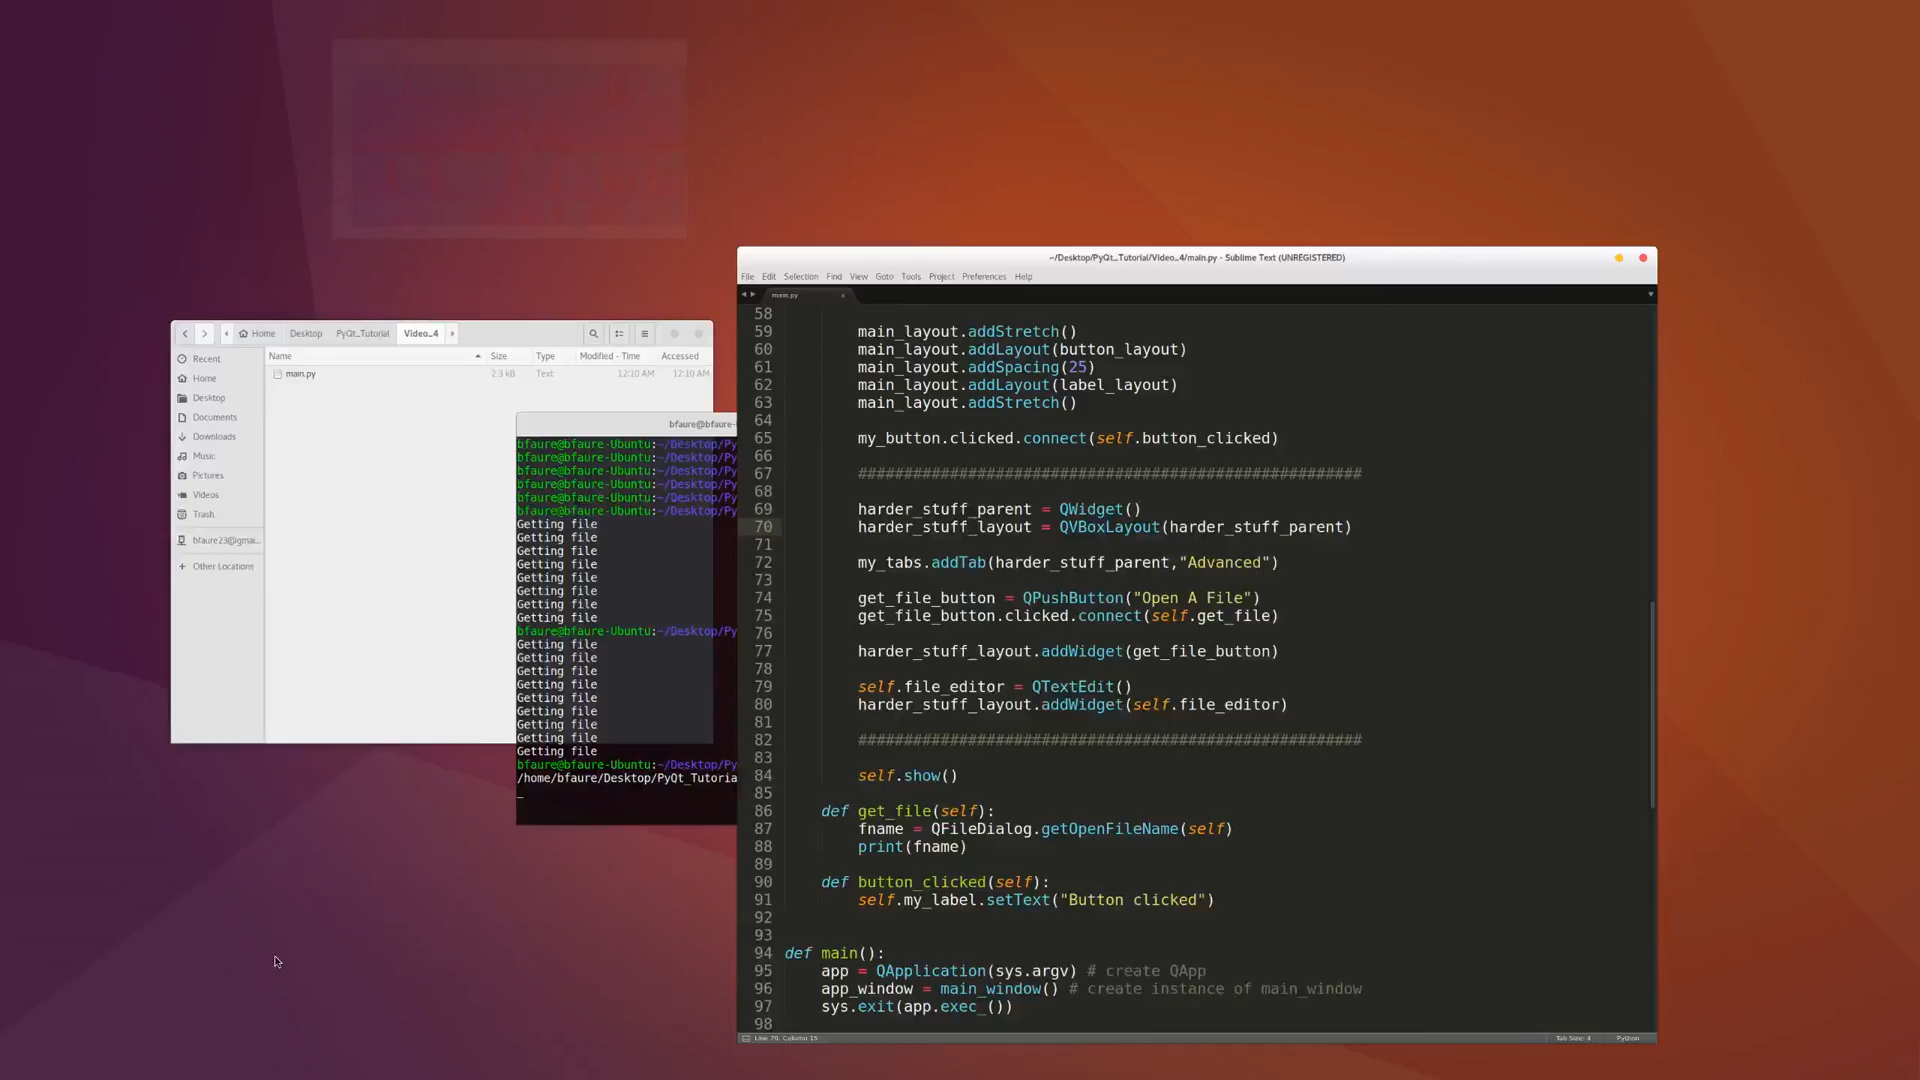 Home
Desktop
PyQt_Tutorial
Video_4
Name
Size
Type
Modified - Time
Accessed
Recent
main.py
2.3 kB
Text
12:10 AM
12:10 AM
Home
Desktop
Documents
Downloads
Music
Pictures
Videos
Trash
bfaure23@gmai...
+ Other Locations
bfaure@bfaure-
bfaure@bfaure-Ubuntu:~/Desktop/Py
bfaure@bfaure-Ubuntu:~/Desktop/Py
bfaure@bfaure-Ubuntu:~/Desktop/Py
bfaure@bfaure-Ubuntu:~/Desktop/Py
bfaure@bfaure-Ubuntu:~/Desktop/Py
bfaure@bfaure-Ubuntu:~/Desktop/Py
Getting file
Getting file
Getting file
Getting file
Getting file
Getting file
Getting file
Getting file
bfaure@bfaure-Ubuntu:~/Desktop/Py
Getting file
Getting file
Getting file
Getting file
Getting file
Getting file
Getting file
Getting file
Getting file
bfaure@bfaure-Ubuntu:~/Desktop/Py
/home/bfaure/Desktop/PyQt_Tutoria
~/Desktop/PyQt_Tutorial/Video_4/main.py - Sublime Text (UNREGISTERED)
File Edit Selection Find View Goto Tools Project Preferences Help
main.py
58
59 main_layout.addStretch()
60 main_layout.addLayout(button_layout)
61 main_layout.addSpacing(25)
62 main_layout.addLayout(label_layout)
63 main_layout.addStretch()
64
65 my_button.clicked.connect(self.button_clicked)
66
67 #######################################################
68
69 harder_stuff_parent = QWidget()
70 harder_stuff_layout = QVBoxLayout(harder_stuff_parent)
71
72 my_tabs.addTab(harder_stuff_parent,"Advanced")
73
74 get_file_button = QPushButton("Open A File")
75 get_file_button.clicked.connect(self.get_file)
76
77 harder_stuff_layout.addWidget(get_file_button)
78
79 self.file_editor = QTextEdit()
80 harder_stuff_layout.addWidget(self.file_editor)
81
82 #######################################################
83
84 self.show()
85
86 def get_file(self):
87 fname = QFileDialog.getOpenFileName(self)
88 print(fname)
89
90 def button_clicked(self):
91 self.my_label.setText("Button clicked")
92
93
94 def main():
95 app = QApplication(sys.argv) # create QApp
96 app_window = main_window() # create instance of main_window
97 sys.exit(app.exec_())
98
Line 70, Column 15
Tab Size: 4
Python